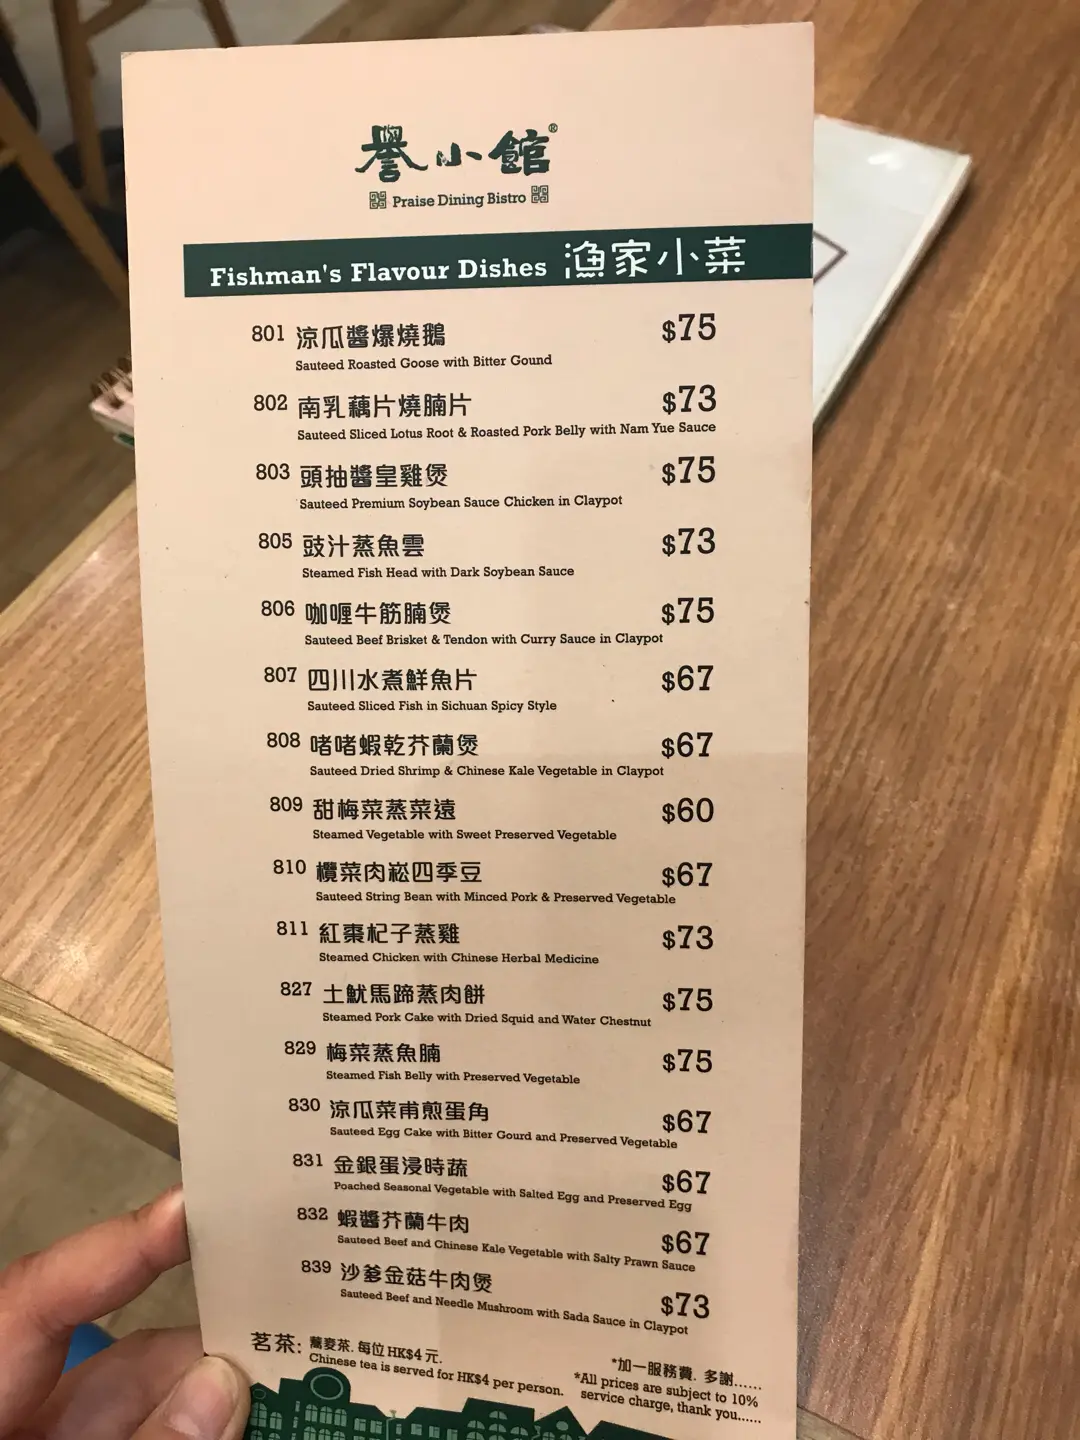 譽小館®
Praise Dining Bistro
Fishman's Flavour Dishes 漁家小菜
801 涼瓜醬爆燒鵝 $75
Sauteed Roasted Goose with Bitter Gound
802 南乳藕片燒腩片 $73
Sauteed Sliced Lotus Root & Roasted Pork Belly with Nam Yue Sauce
803 頭抽醬皇雞煲 $75
Sauteed Premium Soybean Sauce Chicken in Claypot
805 豉汁蒸魚雲 $73
Steamed Fish Head with Dark Soybean Sauce
806 咖喱牛筋腩煲 $75
Sauteed Beef Brisket & Tendon with Curry Sauce in Claypot
807 四川水煮鮮魚片 $67
Sauteed Sliced Fish in Sichuan Spicy Style
808 啫啫蝦乾芥蘭煲 $67
Sauteed Dried Shrimp & Chinese Kale Vegetable in Claypot
809 甜梅菜蒸菜遠 $60
Steamed Vegetable with Sweet Preserved Vegetable
810 欖菜肉崧四季豆 $67
Sauteed String Bean with Minced Pork & Preserved Vegetable
811 紅棗杞子蒸雞 $73
Steamed Chicken with Chinese Herbal Medicine
827 土魷馬蹄蒸肉餅 $75
Steamed Pork Cake with Dried Squid and Water Chestnut
829 梅菜蒸魚腩 $75
Steamed Fish Belly with Preserved Vegetable
830 涼瓜菜甫煎蛋角 $67
Sauteed Egg Cake with Bitter Gourd and Preserved Vegetable
831 金銀蛋浸時蔬 $67
Poached Seasonal Vegetable with Salted Egg and Preserved Egg
832 蝦醬芥蘭牛肉 $67
Sauteed Beef and Chinese Kale Vegetable with Salty Prawn Sauce
839 沙爹金菇牛肉煲 $73
Sauteed Beef and Needle Mushroom with Sada Sauce in Claypot
茗茶: 蕎麥茶. 每位 HK$4 元.
Chinese tea is served for HK$4 per person.
*加一服務費. 多謝......
*All prices are subject to 10%
service charge, thank you......